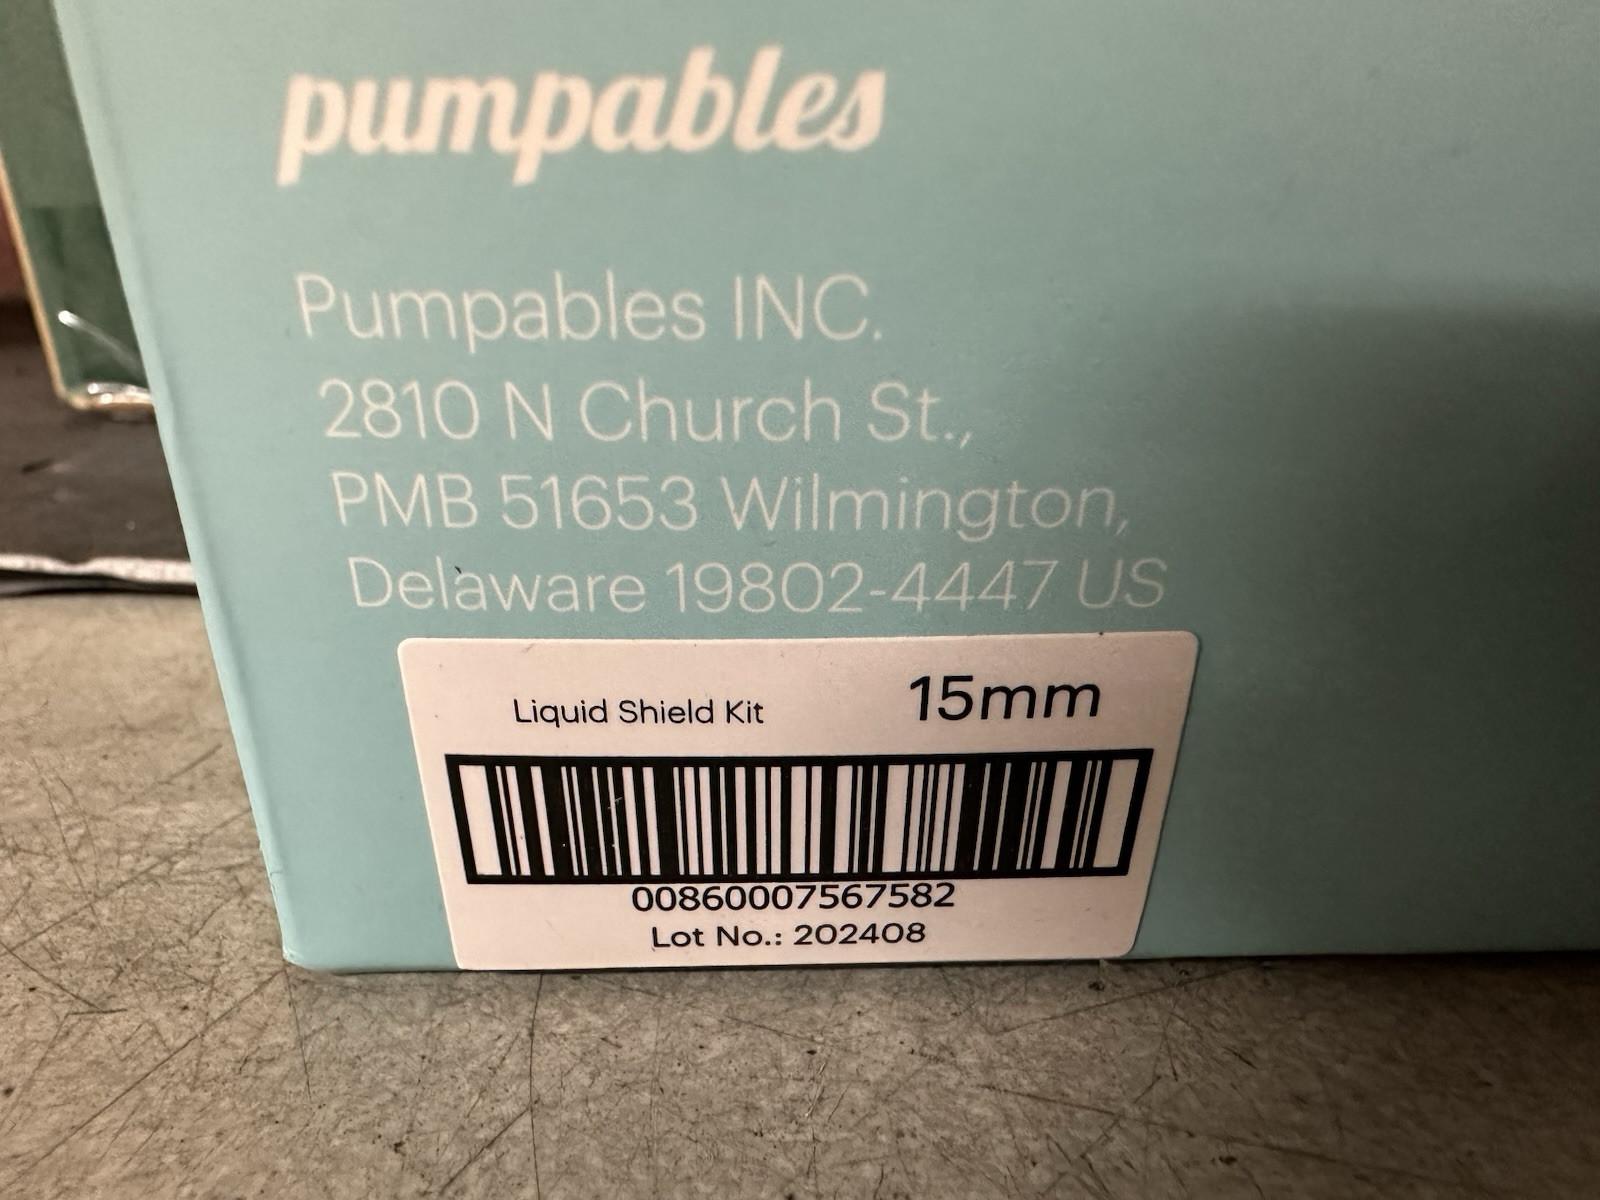 pumpables
Pumpables INC.
2810 N Church St.,
PMB 51653 Wilmington,
Delaware 19802-4447 US
Liquid Shield Kit 15mm
00860007567582
Lot No.: 202408